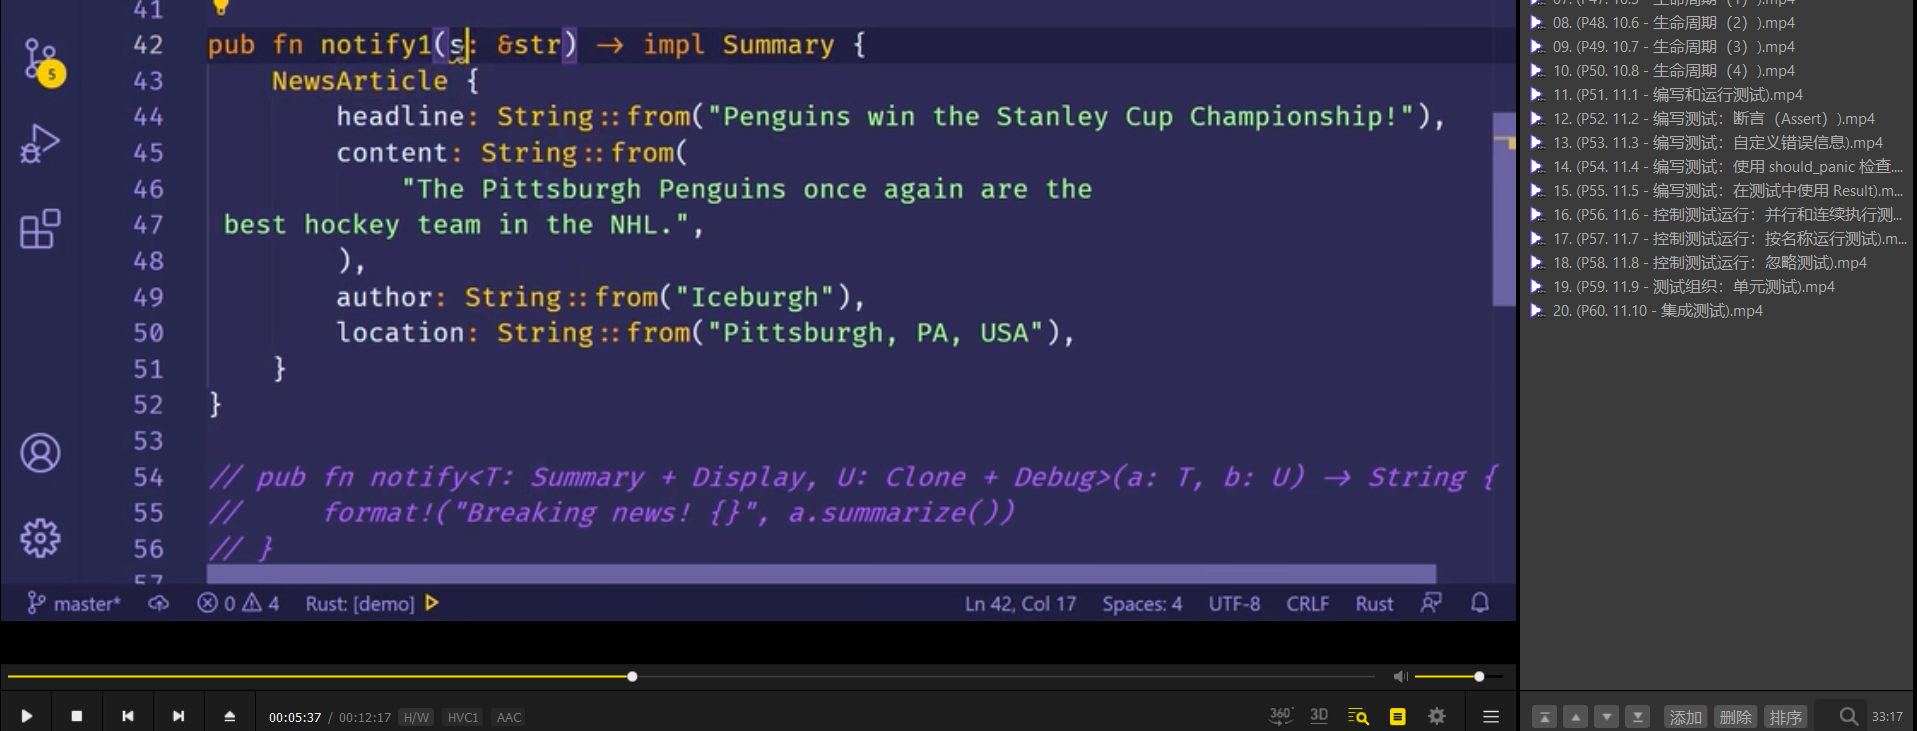 41
42 pub fn notify1(s: &str) → impl Summary {
43 NewsArticle {
44 headline: String::from("Penguins win the Stanley Cup Championship!"),
45 content: String::from(
46 "The Pittsburgh Penguins once again are the
47 best hockey team in the NHL.",
48 ),
49 author: String::from("Iceburgh"),
50 location: String::from("Pittsburgh, PA, USA"),
51 }
52 }
53
54 // pub fn notify<T: Summary + Display, U: Clone + Debug>(a: T, b: U) → String {
55 // format!("Breaking news! {}", a.summarize())
56 // }
57
5
master* 0 4 Rust: [demo] Ln 42, Col 17 Spaces: 4 UTF-8 CRLF Rust
00:05:37 / 00:12:17 H/W HVC1 AAC 360° 3D
07. (P47. 10.5 - 生命周期（1）).mp4
08. (P48. 10.6 - 生命周期（2）).mp4
09. (P49. 10.7 - 生命周期（3）).mp4
10. (P50. 10.8 - 生命周期（4）).mp4
11. (P51. 11.1 - 编写和运行测试).mp4
12. (P52. 11.2 - 编写测试：断言（Assert）).mp4
13. (P53. 11.3 - 编写测试：自定义错误信息).mp4
14. (P54. 11.4 - 编写测试：使用 should_panic 检查....
15. (P55. 11.5 - 编写测试：在测试中使用 Result).m...
16. (P56. 11.6 - 控制测试运行：并行和连续执行测...
17. (P57. 11.7 - 控制测试运行：按名称运行测试).m...
18. (P58. 11.8 - 控制测试运行：忽略测试).mp4
19. (P59. 11.9 - 测试组织：单元测试).mp4
20. (P60. 11.10 - 集成测试).mp4
添加 删除 排序 33:17